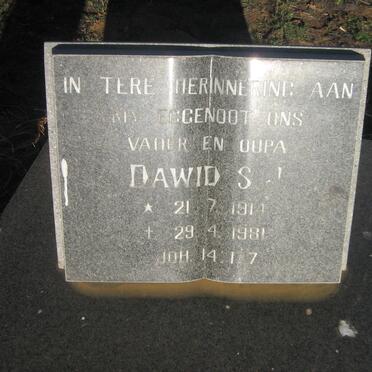 IN TERE HERINNERING AAN
MY EGGENOOT ONS
VADER EN OUPA
DAWID S J
★ 21.7.1914
+ 29.4.1981
JOH 14:1-7